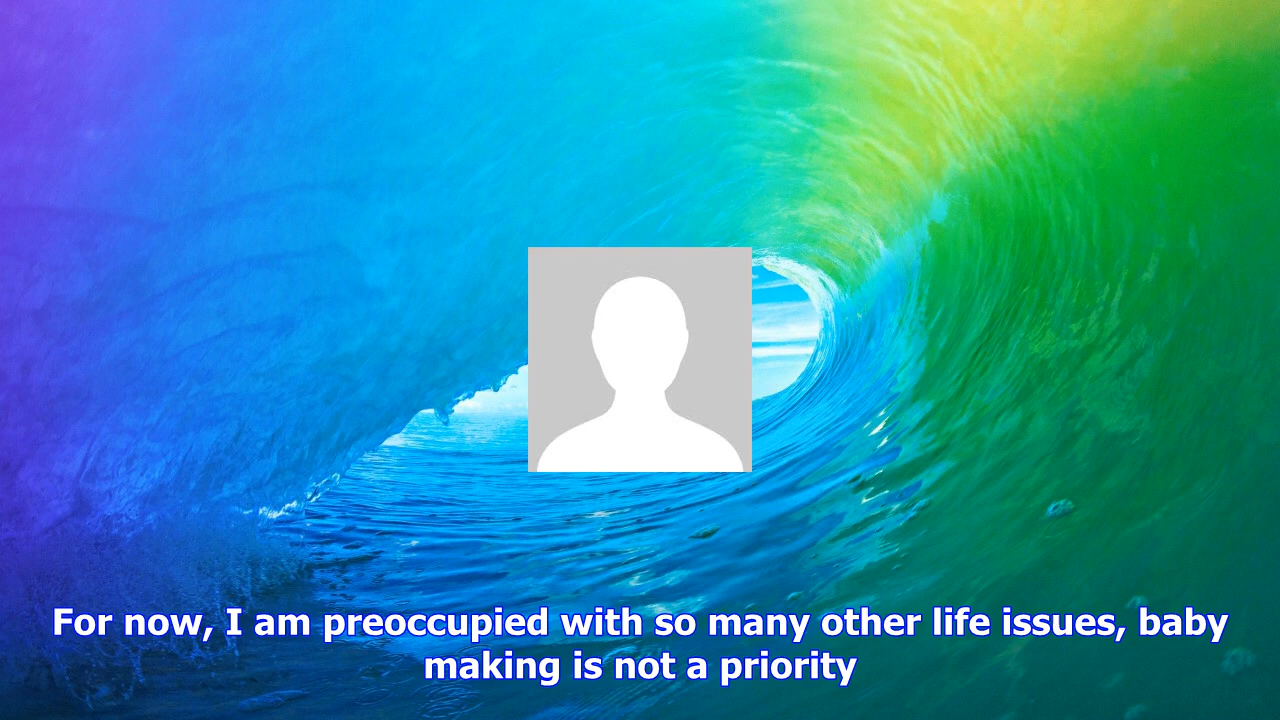 For now, I am preoccupied with so many other life issues, baby
making is not a priority